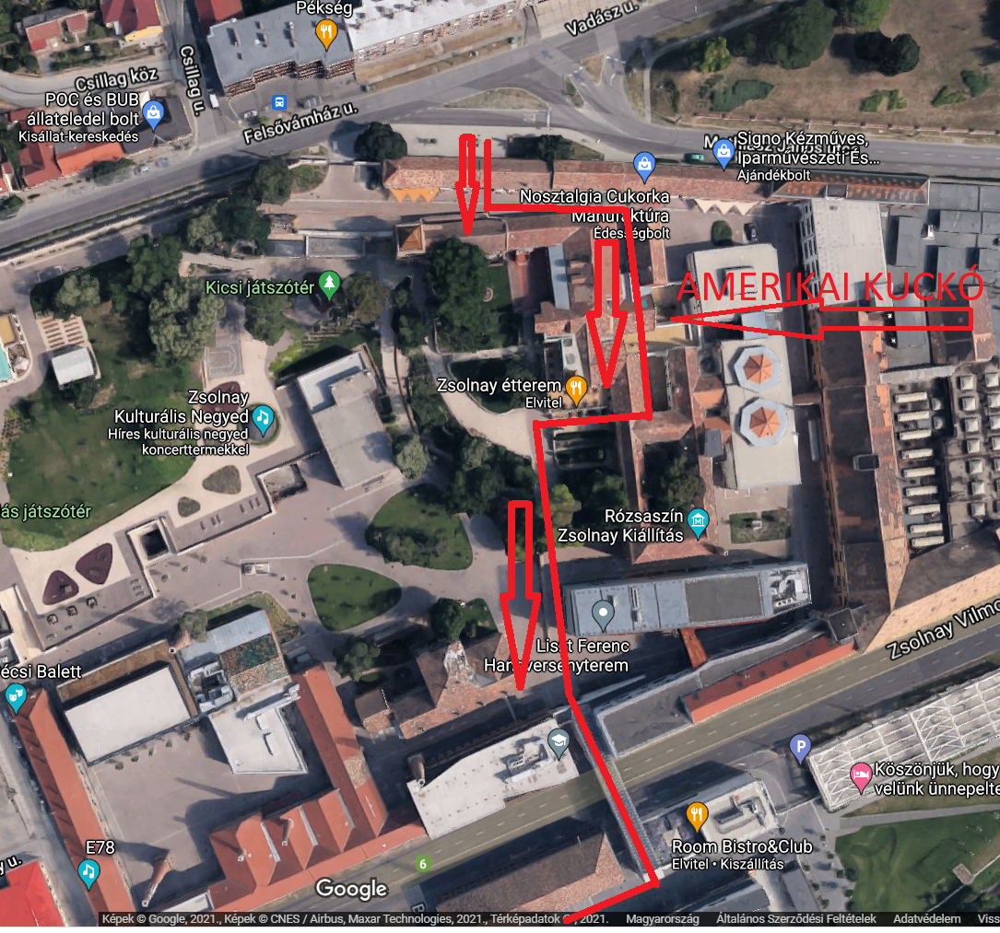 Pékség
Vadász u.
Csillag köz
Csillag u.
POC és BUB
állateledel bolt
Kisállat-kereskedés
Felsővámház u.
Signo Kézműves,
Iparművészeti És...
Ajándékbolt
Nosztalgia Cukorka
Manufaktúra
Édességbolt
Kicsi játszótér
AMERIKAI KUCKÓ
Zsolnay étterem
Elvitel
Zsolnay
Kulturális Negyed
Híres kulturális negyed
koncerttermekkel
ás játszótér
Rózsaszín
Zsolnay Kiállítás
Liszt Ferenc
Hangversenyterem
Zsolnay Vilmo
écsi Balett
P
Köszönjük, hogy
velünk ünnepelte
Room Bistro&Club
Elvitel • Kiszállítás
E78
y u.
6
Google
Képek © Google, 2021., Képek © CNES / Airbus, Maxar Technologies, 2021., Térképadatok ©, 2021. Magyarország Általános Szerződési Feltételek Adatvédelem Viss